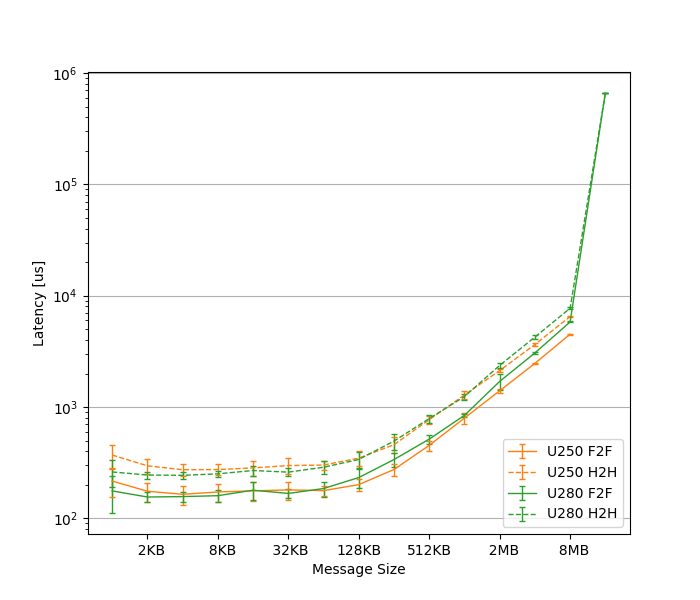 10^6
10^5
10^4
10^3
10^2
Latency [us]
2KB 8KB 32KB 128KB 512KB 2MB 8MB
Message Size
U250 F2F
U250 H2H
U280 F2F
U280 H2H